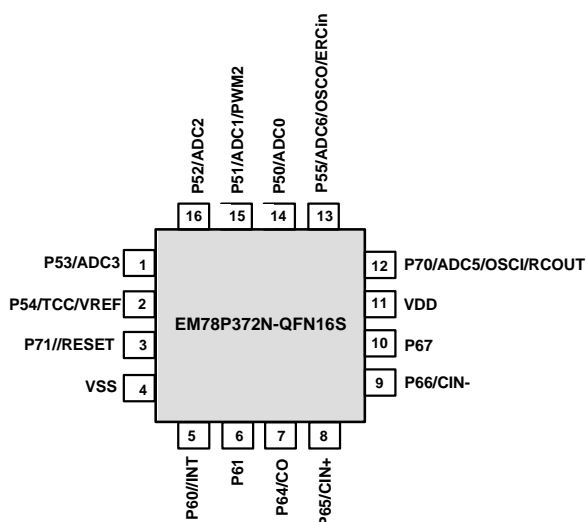 P52/ADC2
P51/ADC1/PWM2
P50/ADC0
P55/ADC6/OSCO/ERCin
16
15
14
13
P53/ADC3
1
12
P70/ADC5/OSCI/RCOUT
P54/TCC/VREF
2
EM78P372N-QFN16S
11
VDD
P71//RESET
3
10
P67
VSS
4
9
P66/CIN-
5
6
7
8
P60//INT
P61
P64/CO
P65/CIN+